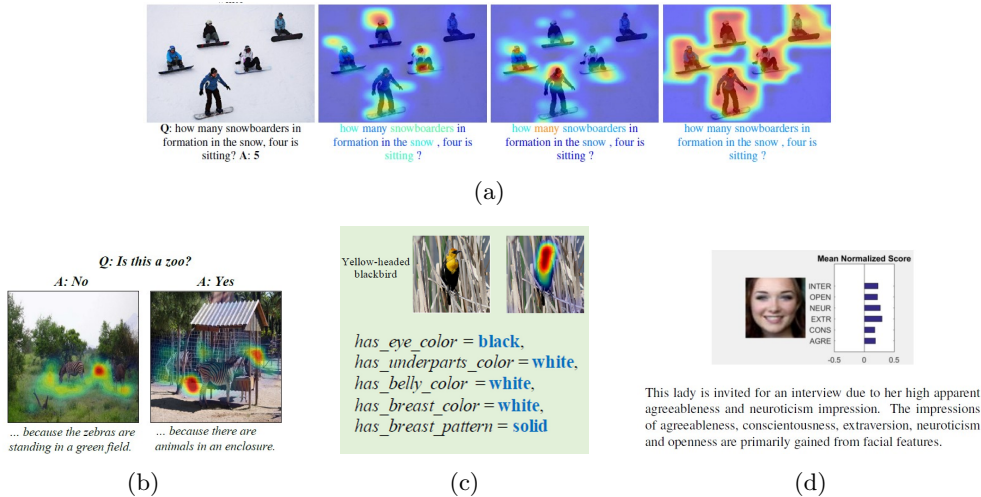 Q: how many snowboarders in
formation in the snow, four is
sitting? A: 5
how many snowboarders in
formation in the snow , four is
sitting ?
how many snowboarders in
formation in the snow , four is
sitting ?
how many snowboarders in
formation in the snow , four is
sitting ?
(a)
Q: Is this a zoo?
A: No
A: Yes
... because the zebras are
standing in a green field.
... because there are
animals in an enclosure.
(b)
Yellow-headed
blackbird
has_eye_color = black,
has_underparts_color = white,
has_belly_color = white,
has_breast_color = white,
has_breast_pattern = solid
(c)
Mean Normalized Score
INTER
OPEN
NEUR
EXTR
CONS
AGRE
-0.5 0 0.5
This lady is invited for an interview due to her high apparent
agreeableness and neuroticism impression. The impressions
of agreeableness, conscientousness, extraversion, neuroticism
and openness are primarily gained from facial features.
(d)